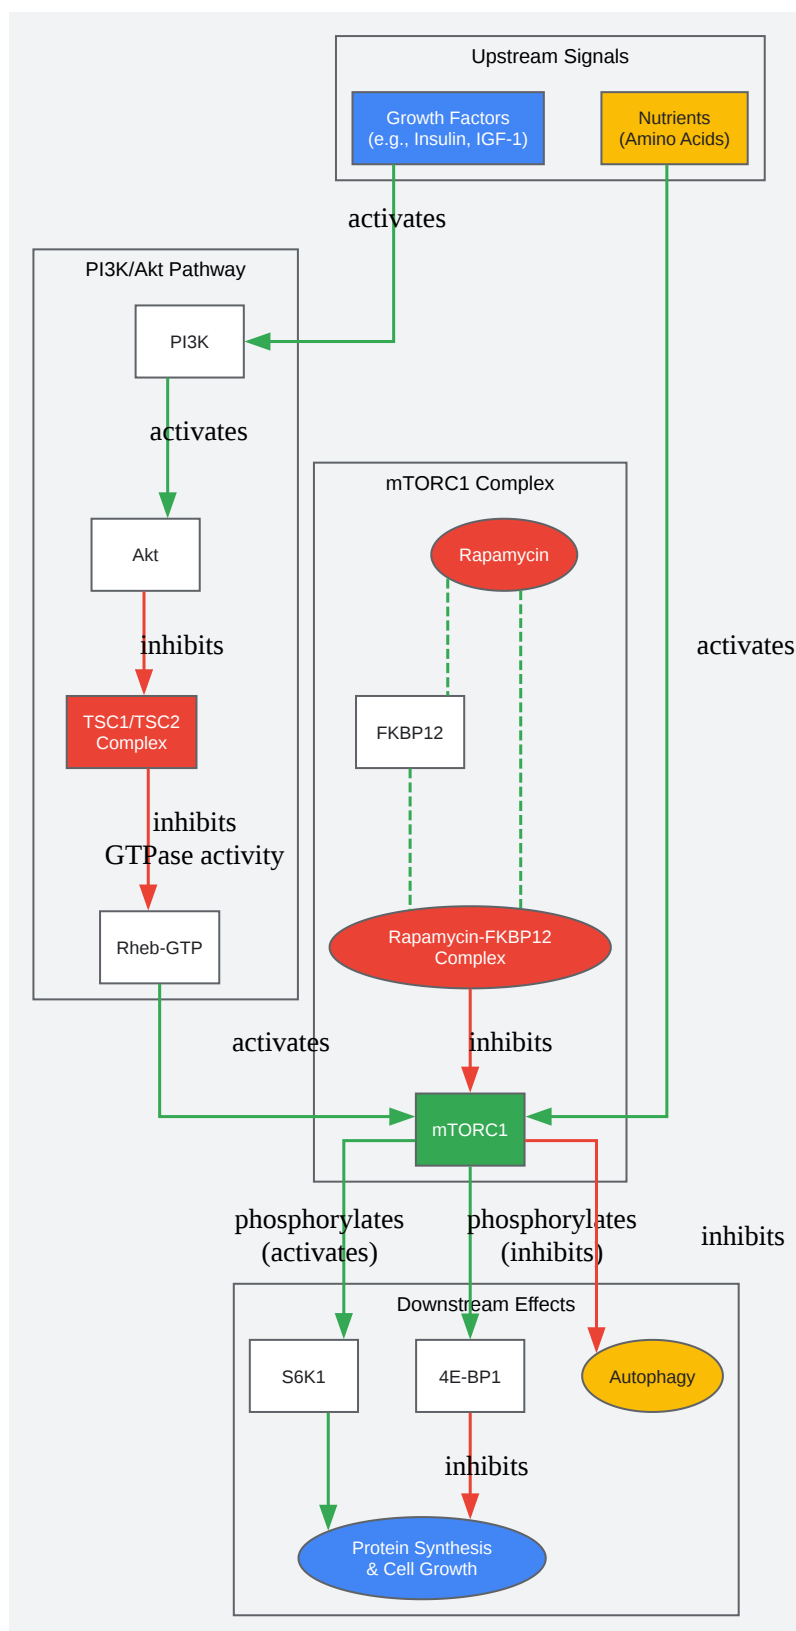 Upstream Signals
Growth Factors
(e.g., Insulin, IGF-1)
Nutrients
(Amino Acids)
activates
PI3K/Akt Pathway
PI3K
activates
mTORC1 Complex
Akt
Rapamycin
inhibits
activates
TSC1/TSC2
Complex
FKBP12
inhibits
GTPase activity
Rheb-GTP
Rapamycin-FKBP12
Complex
activates
inhibits
mTORC1
phosphorylates
(activates)
phosphorylates
(inhibits)
inhibits
Downstream Effects
S6K1
4E-BP1
Autophagy
inhibits
Protein Synthesis
& Cell Growth